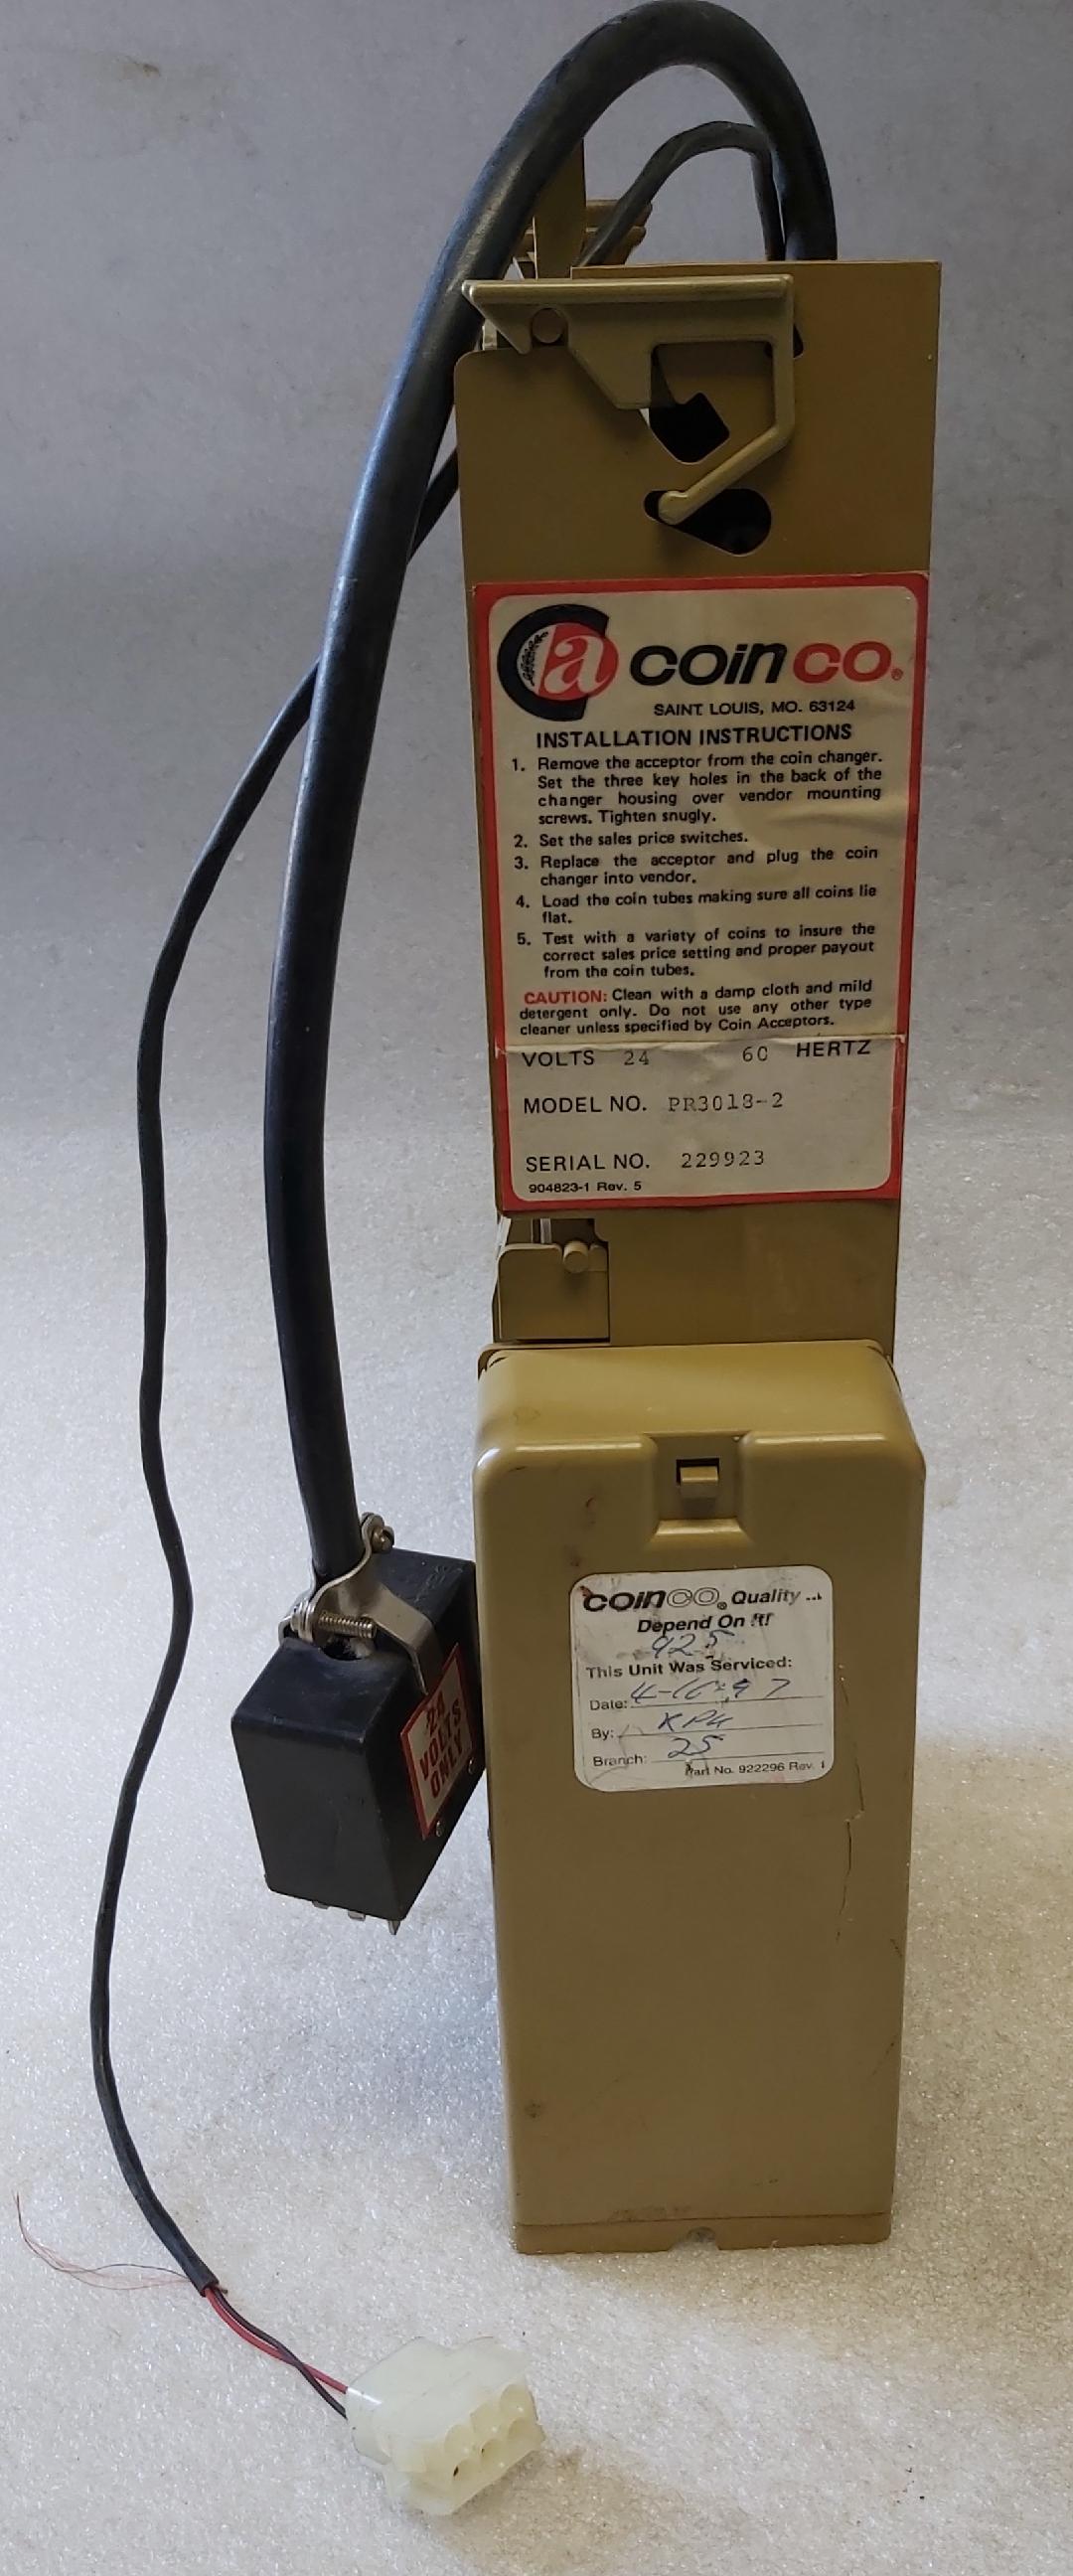 a COINCO.®
SAINT LOUIS, MO. 63124
INSTALLATION INSTRUCTIONS
1. Remove the acceptor from the coin changer.
Set the three key holes in the back of the
changer housing over vendor mounting
screws. Tighten snugly.
2. Set the sales price switches.
3. Replace the acceptor and plug the coin
changer into vendor.
4. Load the coin tubes making sure all coins lie
flat.
5. Test with a variety of coins to insure the
correct sales price setting and proper payout
from the coin tubes.
CAUTION: Clean with a damp cloth and mild
detergent only. Do not use any other type
cleaner unless specified by Coin Acceptors.
VOLTS 24 60 HERTZ
MODEL NO. PR3018-2
SERIAL NO. 229923
904823-1 Rev. 5
COINCO® Quality ...
Depend On It!
925
This Unit Was Serviced:
Date:
By:
Branch: 25
Part No. 922296 Rev. 1
24
VOLTS
ONLY